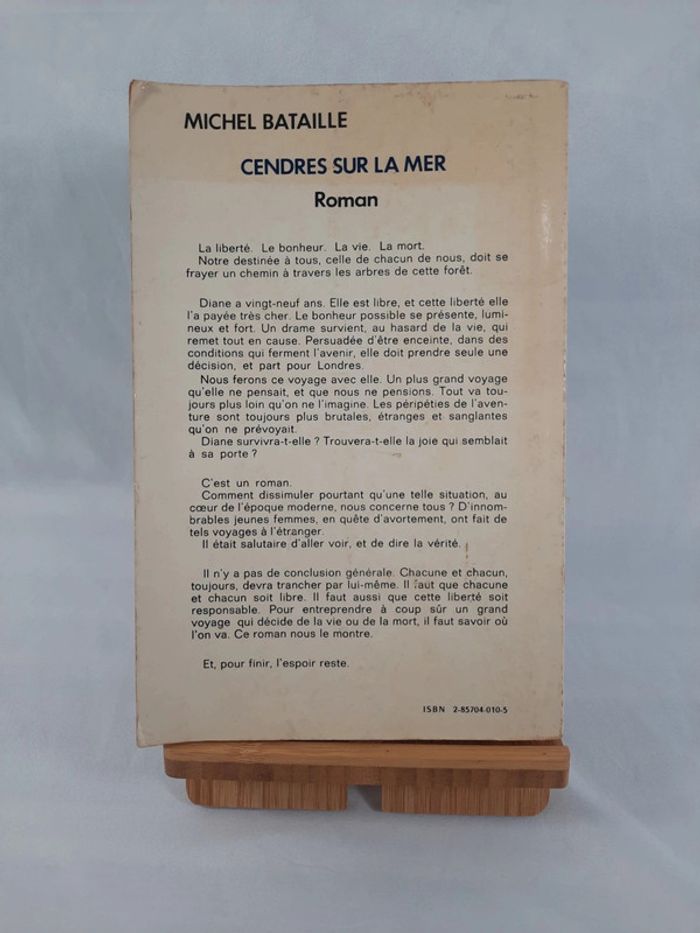 MICHEL BATAILLE
CENDRES SUR LA MER
Roman
La liberté. Le bonheur. La vie. La mort.
Notre destinée à tous, celle de chacun de nous, doit se
frayer un chemin à travers les arbres de cette forêt.
Diane a vingt-neuf ans. Elle est libre, et cette liberté elle
l'a payée très cher. Le bonheur possible se présente, lumi-
neux et fort. Un drame survient, au hasard de la vie, qui
remet tout en cause. Persuadée d'être enceinte, dans des
conditions qui ferment l'avenir, elle doit prendre seule une
décision, et part pour Londres.
Nous ferons ce voyage avec elle. Un plus grand voyage
qu'elle ne pensait, et que nous ne pensions. Tout va tou-
jours plus loin qu'on ne l'imagine. Les péripéties de l'aven-
ture sont toujours plus brutales, étranges et sanglantes
qu'on ne prévoyait.
Diane survivra-t-elle ? Trouvera-t-elle la joie qui semblait
à sa porte ?
C'est un roman.
Comment dissimuler pourtant qu'une telle situation, au
cœur de l'époque moderne, nous concerne tous ? D'innom-
brables jeunes femmes, en quête d'avortement, ont fait de
tels voyages à l'étranger.
Il était salutaire d'aller voir, et de dire la vérité.
Il n'y a pas de conclusion générale. Chacune et chacun,
toujours, devra trancher par lui-même. Il faut que chacune
et chacun soit libre. Il faut aussi que cette liberté soit
responsable. Pour entreprendre à coup sûr un grand
voyage qui décide de la vie ou de la mort, il faut savoir où
l'on va. Ce roman nous le montre.
Et, pour finir, l'espoir reste.
ISBN 2-85704-010-5